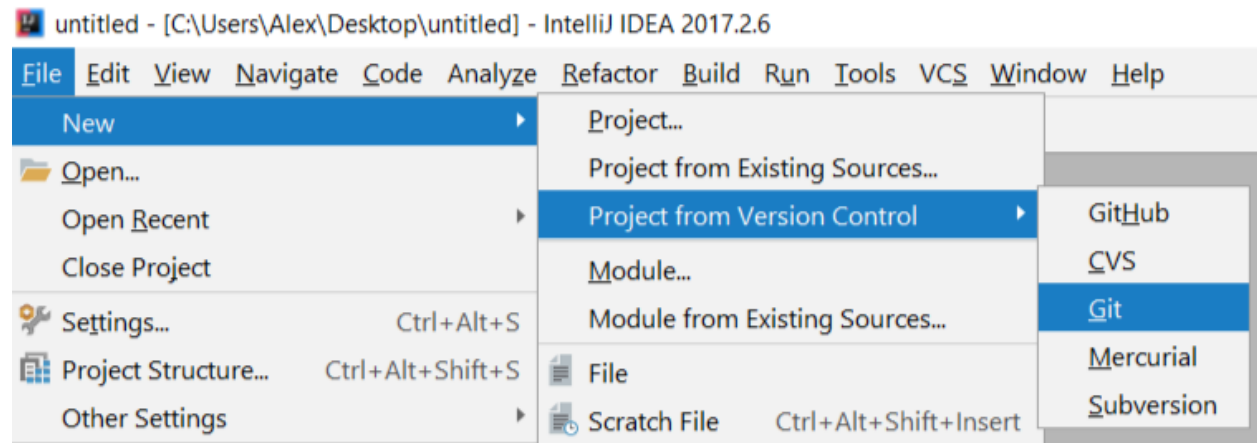 untitled - [C:\Users\Alex\Desktop\untitled] - IntelliJ IDEA 2017.2.6
File Edit View Navigate Code Analyze Refactor Build Run Tools VCS Window Help
New
Open...
Open Recent
Close Project
Settings... Ctrl+Alt+S
Project Structure... Ctrl+Alt+Shift+S
Other Settings
Project...
Project from Existing Sources...
Project from Version Control
Module...
Module from Existing Sources...
File
Scratch File Ctrl+Alt+Shift+Insert
GitHub
CVS
Git
Mercurial
Subversion